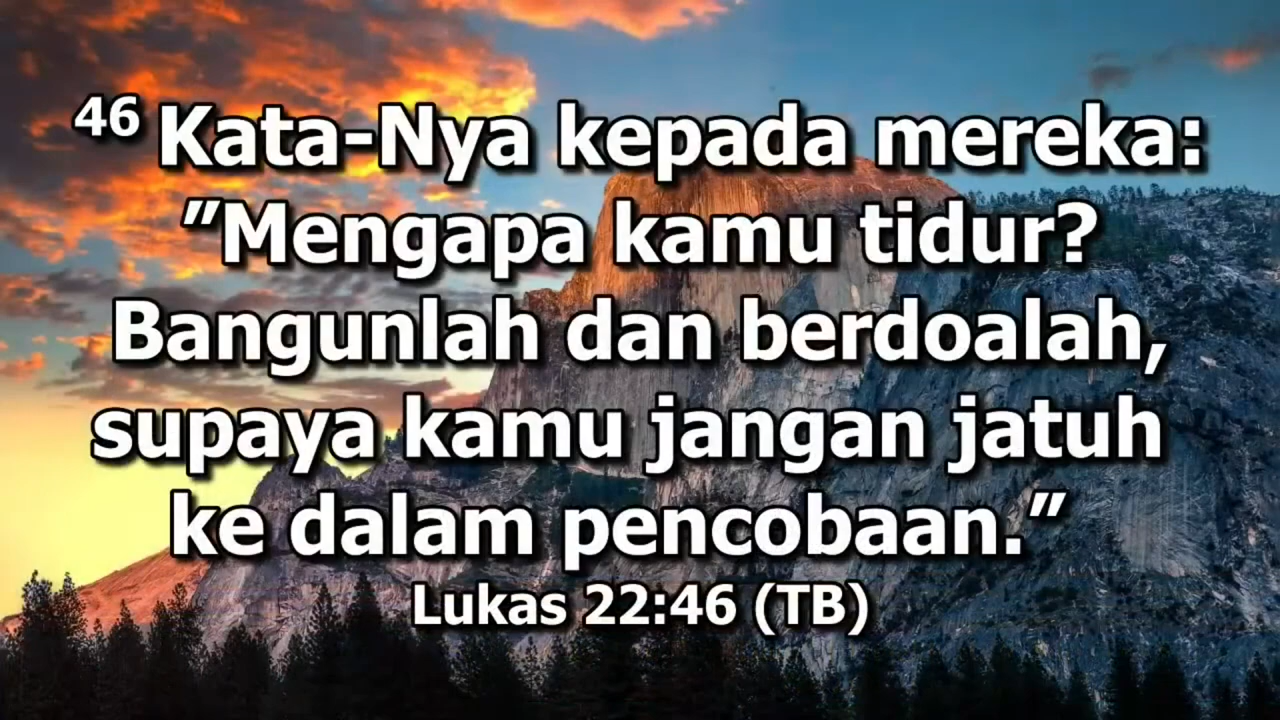 46 Kata-Nya kepada mereka:
"Mengapa kamu tidur?
Bangunlah dan berdoalah,
supaya kamu jangan jatuh
ke dalam pencobaan."
Lukas 22:46 (TB)